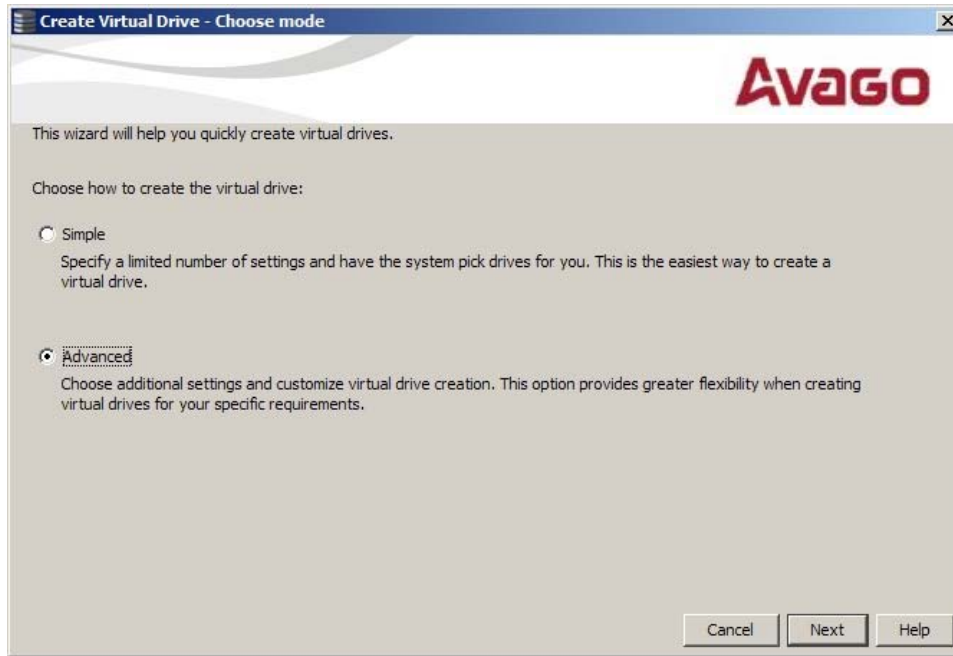 Create Virtual Drive - Choose mode
AVAGO
This wizard will help you quickly create virtual drives.
Choose how to create the virtual drive:
Simple
Specify a limited number of settings and have the system pick drives for you. This is the easiest way to create a
virtual drive.
Advanced
Choose additional settings and customize virtual drive creation. This option provides greater flexibility when creating
virtual drives for your specific requirements.
Cancel Next Help